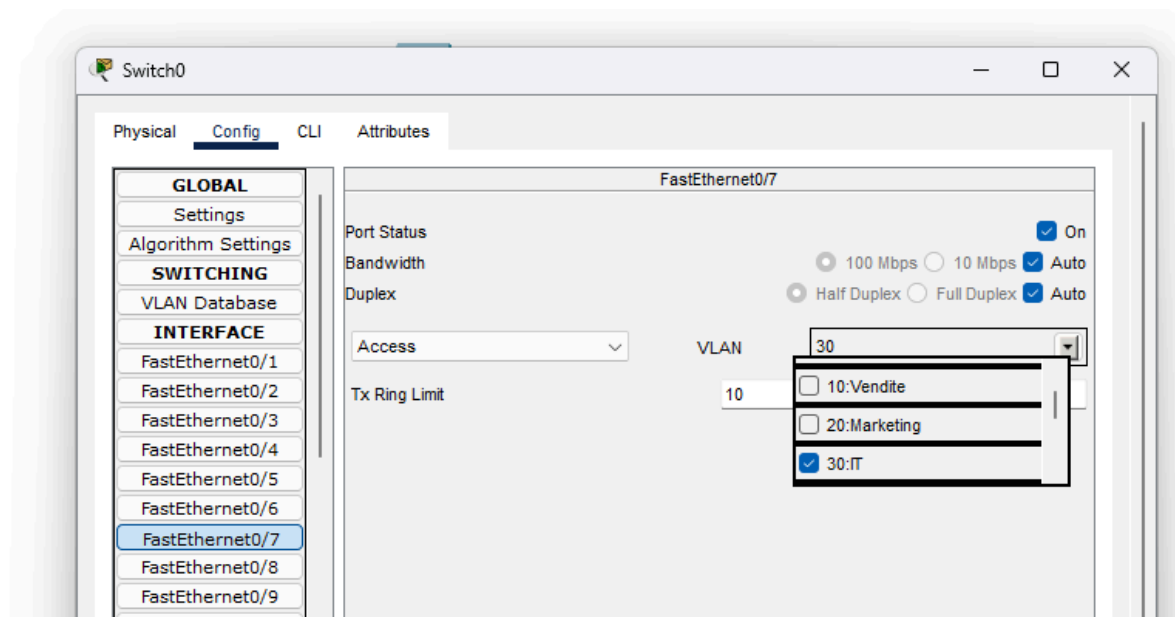 Switch0
Physical Config CLI Attributes
GLOBAL
Settings
Algorithm Settings
SWITCHING
VLAN Database
INTERFACE
FastEthernet0/1
FastEthernet0/2
FastEthernet0/3
FastEthernet0/4
FastEthernet0/5
FastEthernet0/6
FastEthernet0/7
FastEthernet0/8
FastEthernet0/9
FastEthernet0/7
Port Status On
Bandwidth 100 Mbps 10 Mbps Auto
Duplex Half Duplex Full Duplex Auto
Access VLAN 30
Tx Ring Limit 10
10:Vendite
20:Marketing
30:IT